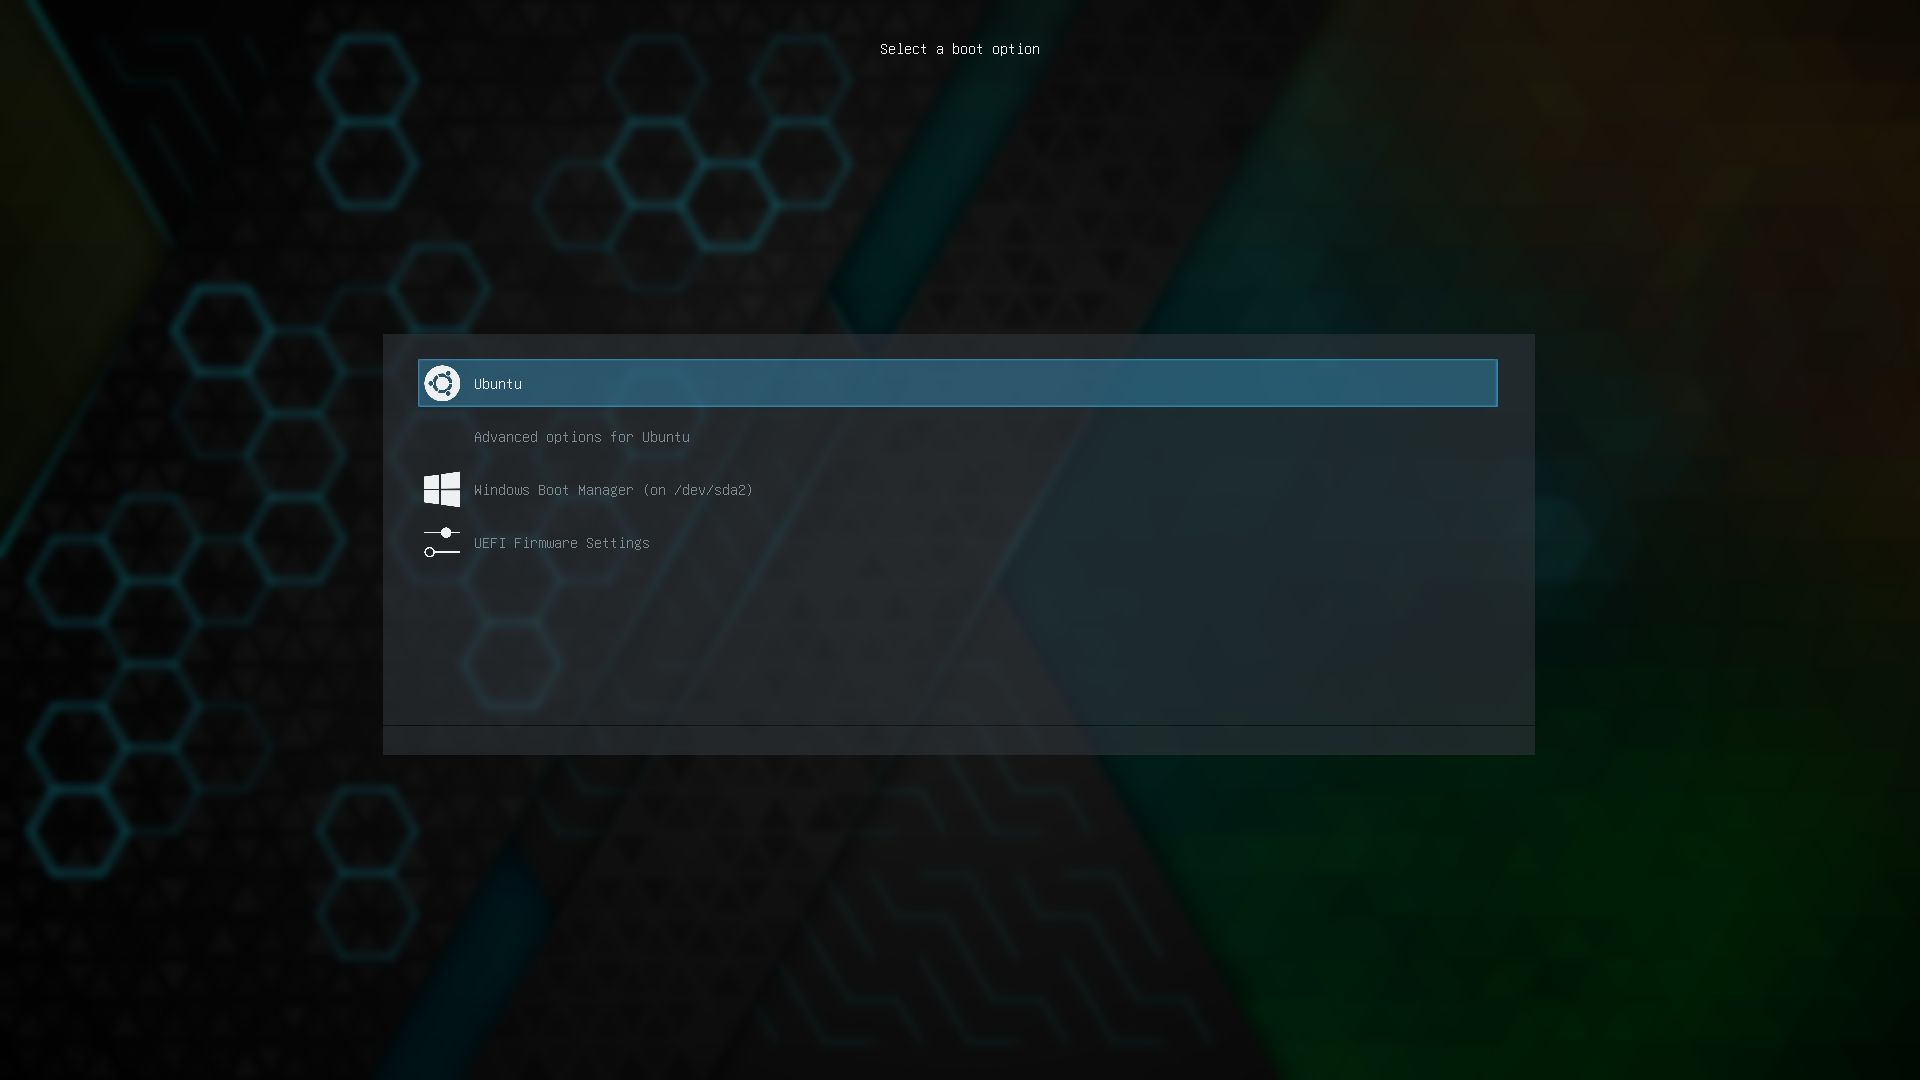 Select a boot option
Ubuntu
Advanced options for Ubuntu
Windows Boot Manager (on /dev/sda2)
UEFI Firmware Settings